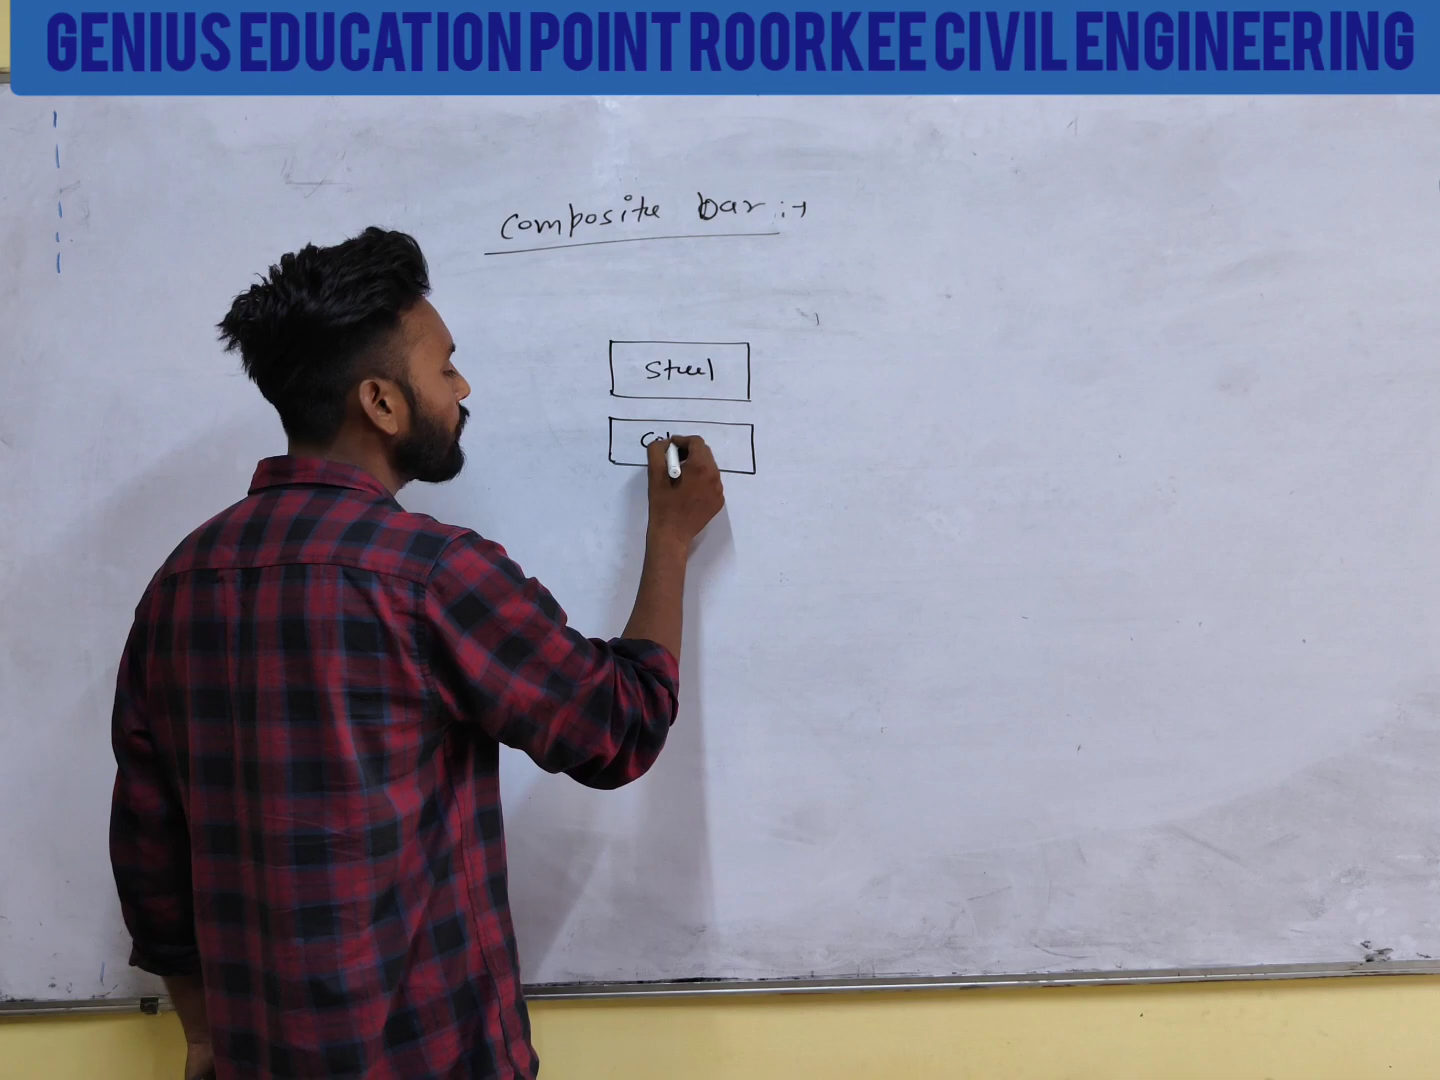 GENIUS EDUCATION POINT ROORKEE CIVIL ENGINEERING
Composite bar :→
Steel